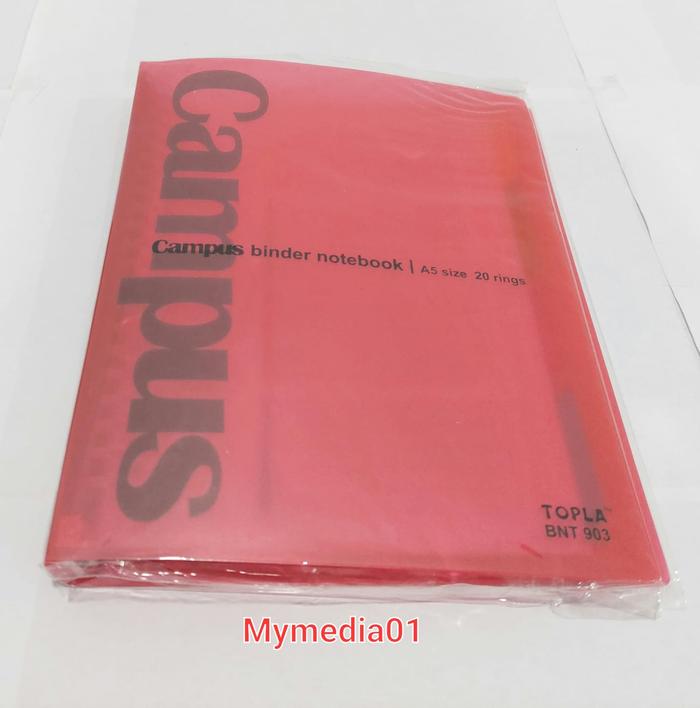 Campus
Campus binder notebook | A5 size 20 rings
TOPLA™
BNT 903
Mymedia01